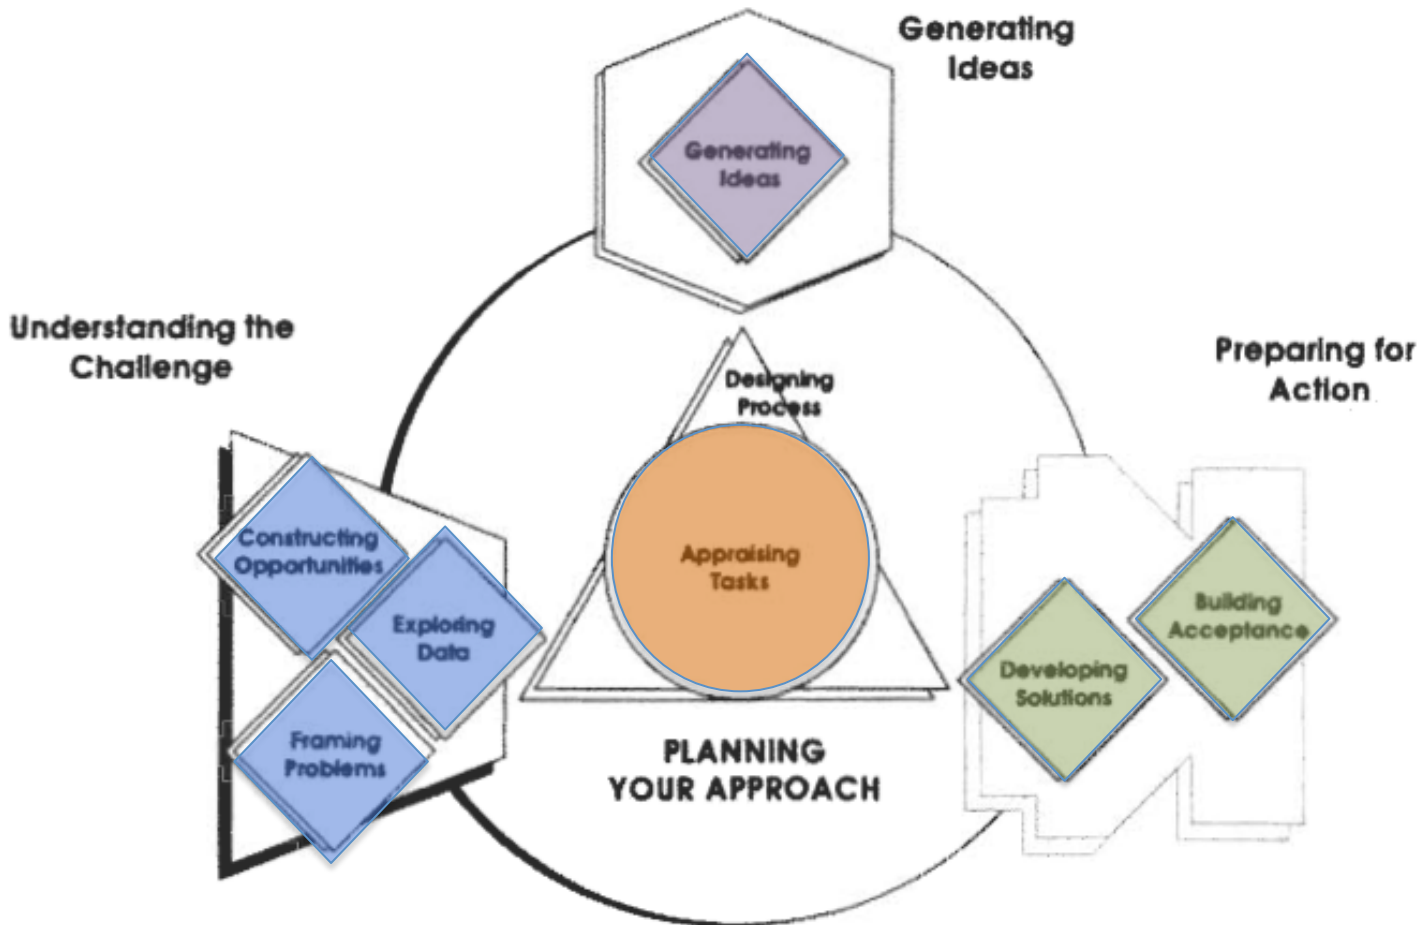 Generating
Ideas
Generating
Ideas
Understanding the
Challenge
Preparing for
Action
Designing
Process
Constructing
Opportunities
Exploring
Data
Framing
Problems
Appraising
Tasks
Building
Acceptance
Developing
Solutions
PLANNING
YOUR APPROACH